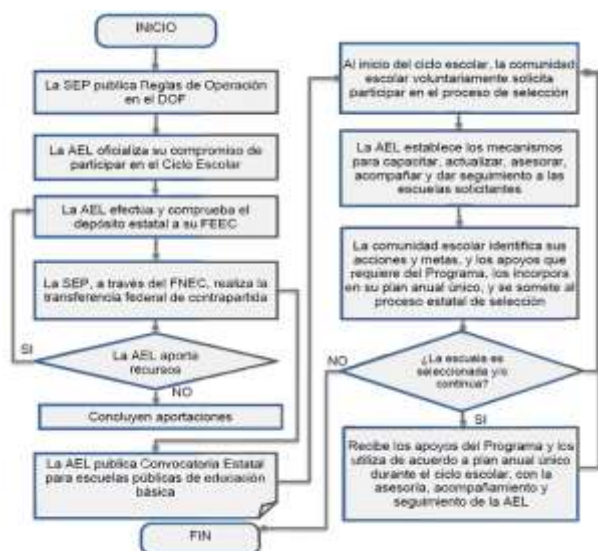 INICIO
La SEP publica Reglas de Operación
en el DOF
La AEL oficializa su compromiso de
participar en el Ciclo Escolar
La AEL efectúa y comprueba el
depósito estatal a su FEEC
La SEP, a través del FNEC, realiza la
transferencia federal de contrapartida
SI
La AEL aporta
recursos
NO
Concluyen aportaciones
La AEL publica Convocatoria Estatal
para escuelas públicas de educación
básica
FIN
Al inicio del ciclo escolar, la comunidad
escolar voluntariamente solicita
participar en el proceso de selección
La AEL establece los mecanismos
para capacitar, actualizar, asesorar,
acompañar y dar seguimiento a las
escuelas solicitantes
La comunidad escolar identifica sus
acciones y metas, y los apoyos que
requiere del Programa, los incorpora
en su plan anual único, y se somete al
proceso estatal de selección
NO
¿La escuela es
seleccionada y/o
continúa?
SI
Recibe los apoyos del Programa y los
utiliza de acuerdo a plan anual único
durante el ciclo escolar, con la
asesoría, acompañamiento y
seguimiento de la AEL